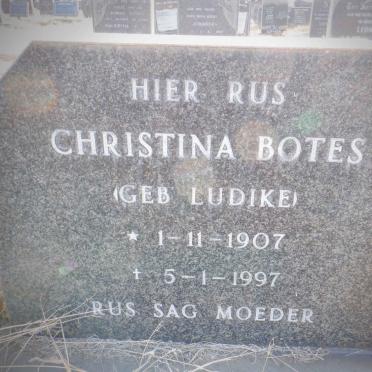 HIER RUS
CHRISTINA BOTES
(GEB LUDIKE)
★ 1-11-1907
† 5-1-1997
RUS SAG MOEDER